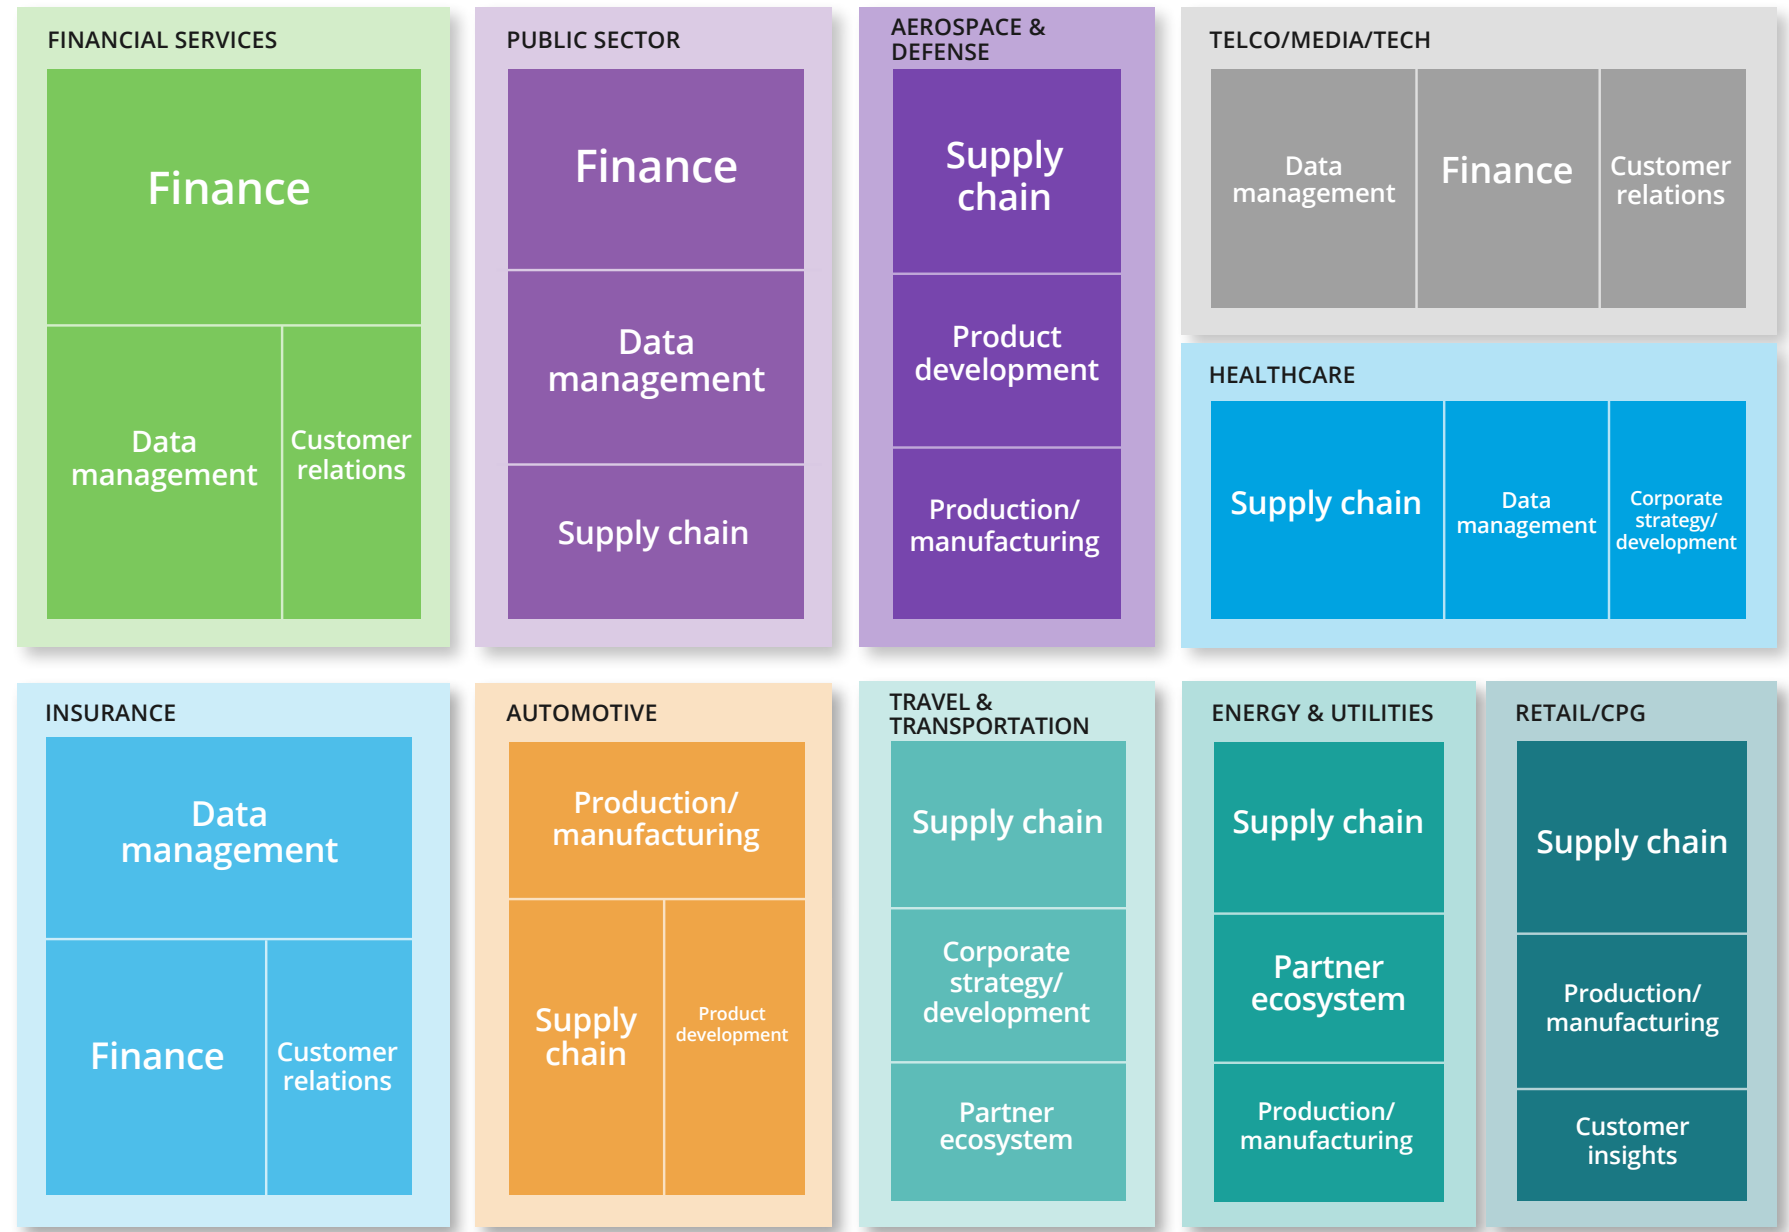 FINANCIAL SERVICES
Finance
Data
management
Customer
relations
PUBLIC SECTOR
Finance
Data
management
Supply chain
AEROSPACE &
DEFENSE
Supply
chain
Product
development
Production/
manufacturing
TELCO/MEDIA/TECH
Data
management
Finance
Customer
relations
HEALTHCARE
Supply chain
Data
management
Corporate
strategy/
development
INSURANCE
Data
management
Finance
Customer
relations
AUTOMOTIVE
Production/
manufacturing
Supply
chain
Product
development
TRAVEL &
TRANSPORTATION
Supply chain
Corporate
strategy/
development
Partner
ecosystem
ENERGY & UTILITIES
Supply chain
Partner
ecosystem
Production/
manufacturing
RETAIL/CPG
Supply chain
Production/
manufacturing
Customer
insights